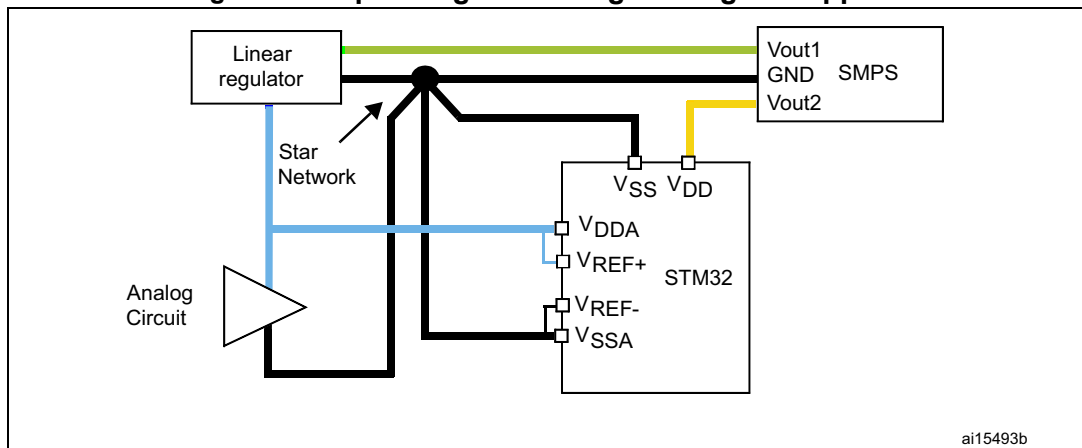 Linear
regulator
Vout1
GND
SMPS
Vout2
Star
Network
VSS
VDD
VDDA
VREF+
STM32
VREF-
VSSA
Analog
Circuit
ai15493b